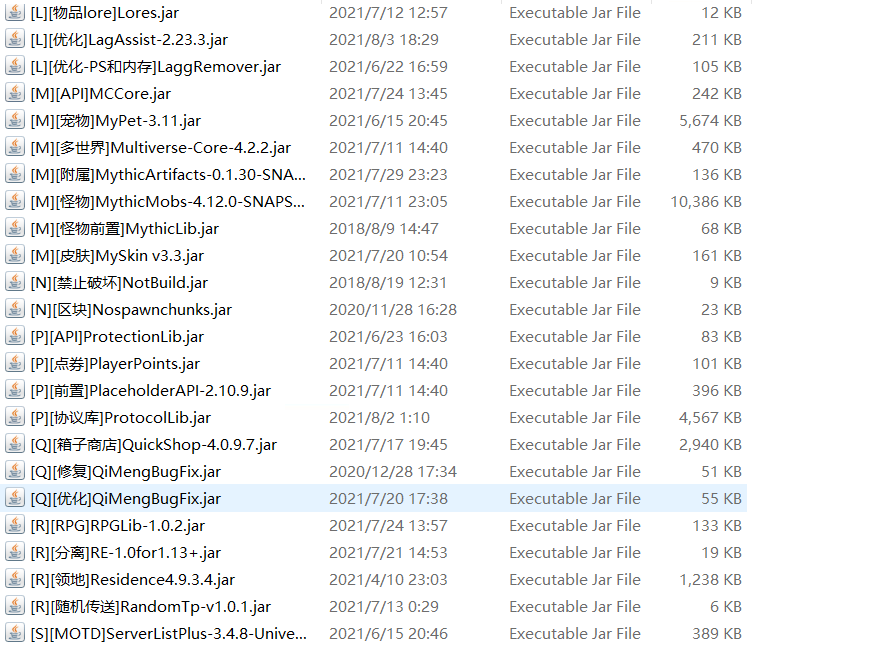 [L][物品lore]Lores.jar 2021/7/12 12:57 Executable Jar File 12 KB
[L][优化]LagAssist-2.23.3.jar 2021/8/3 18:29 Executable Jar File 211 KB
[L][优化-PS和内存]LaggRemover.jar 2021/6/22 16:59 Executable Jar File 105 KB
[M][API]MCCore.jar 2021/7/24 13:45 Executable Jar File 242 KB
[M][宠物]MyPet-3.11.jar 2021/6/15 20:45 Executable Jar File 5,674 KB
[M][多世界]Multiverse-Core-4.2.2.jar 2021/7/11 14:40 Executable Jar File 470 KB
[M][附属]MythicArtifacts-0.1.30-SNA... 2021/7/29 23:23 Executable Jar File 136 KB
[M][怪物]MythicMobs-4.12.0-SNAPS... 2021/7/11 23:05 Executable Jar File 10,386 KB
[M][怪物前置]MythicLib.jar 2018/8/9 14:47 Executable Jar File 68 KB
[M][皮肤]MySkin v3.3.jar 2021/7/20 10:54 Executable Jar File 161 KB
[N][禁止破坏]NotBuild.jar 2018/8/19 12:31 Executable Jar File 9 KB
[N][区块]Nospawnchunks.jar 2020/11/28 16:28 Executable Jar File 23 KB
[P][API]ProtectionLib.jar 2021/6/23 16:03 Executable Jar File 83 KB
[P][点券]PlayerPoints.jar 2021/7/11 14:40 Executable Jar File 101 KB
[P][前置]PlaceholderAPI-2.10.9.jar 2021/7/11 14:40 Executable Jar File 396 KB
[P][协议库]ProtocolLib.jar 2021/8/2 1:10 Executable Jar File 4,567 KB
[Q][箱子商店]QuickShop-4.0.9.7.jar 2021/7/17 19:45 Executable Jar File 2,940 KB
[Q][修复]QiMengBugFix.jar 2020/12/28 17:34 Executable Jar File 51 KB
[Q][优化]QiMengBugFix.jar 2021/7/20 17:38 Executable Jar File 55 KB
[R][RPG]RPGLib-1.0.2.jar 2021/7/24 13:57 Executable Jar File 133 KB
[R][分离]RE-1.0for1.13+.jar 2021/7/21 14:53 Executable Jar File 19 KB
[R][领地]Residence4.9.3.4.jar 2021/4/10 23:03 Executable Jar File 1,238 KB
[R][随机传送]RandomTp-v1.0.1.jar 2021/7/13 0:29 Executable Jar File 6 KB
[S][MOTD]ServerListPlus-3.4.8-Unive... 2021/6/15 20:46 Executable Jar File 389 KB